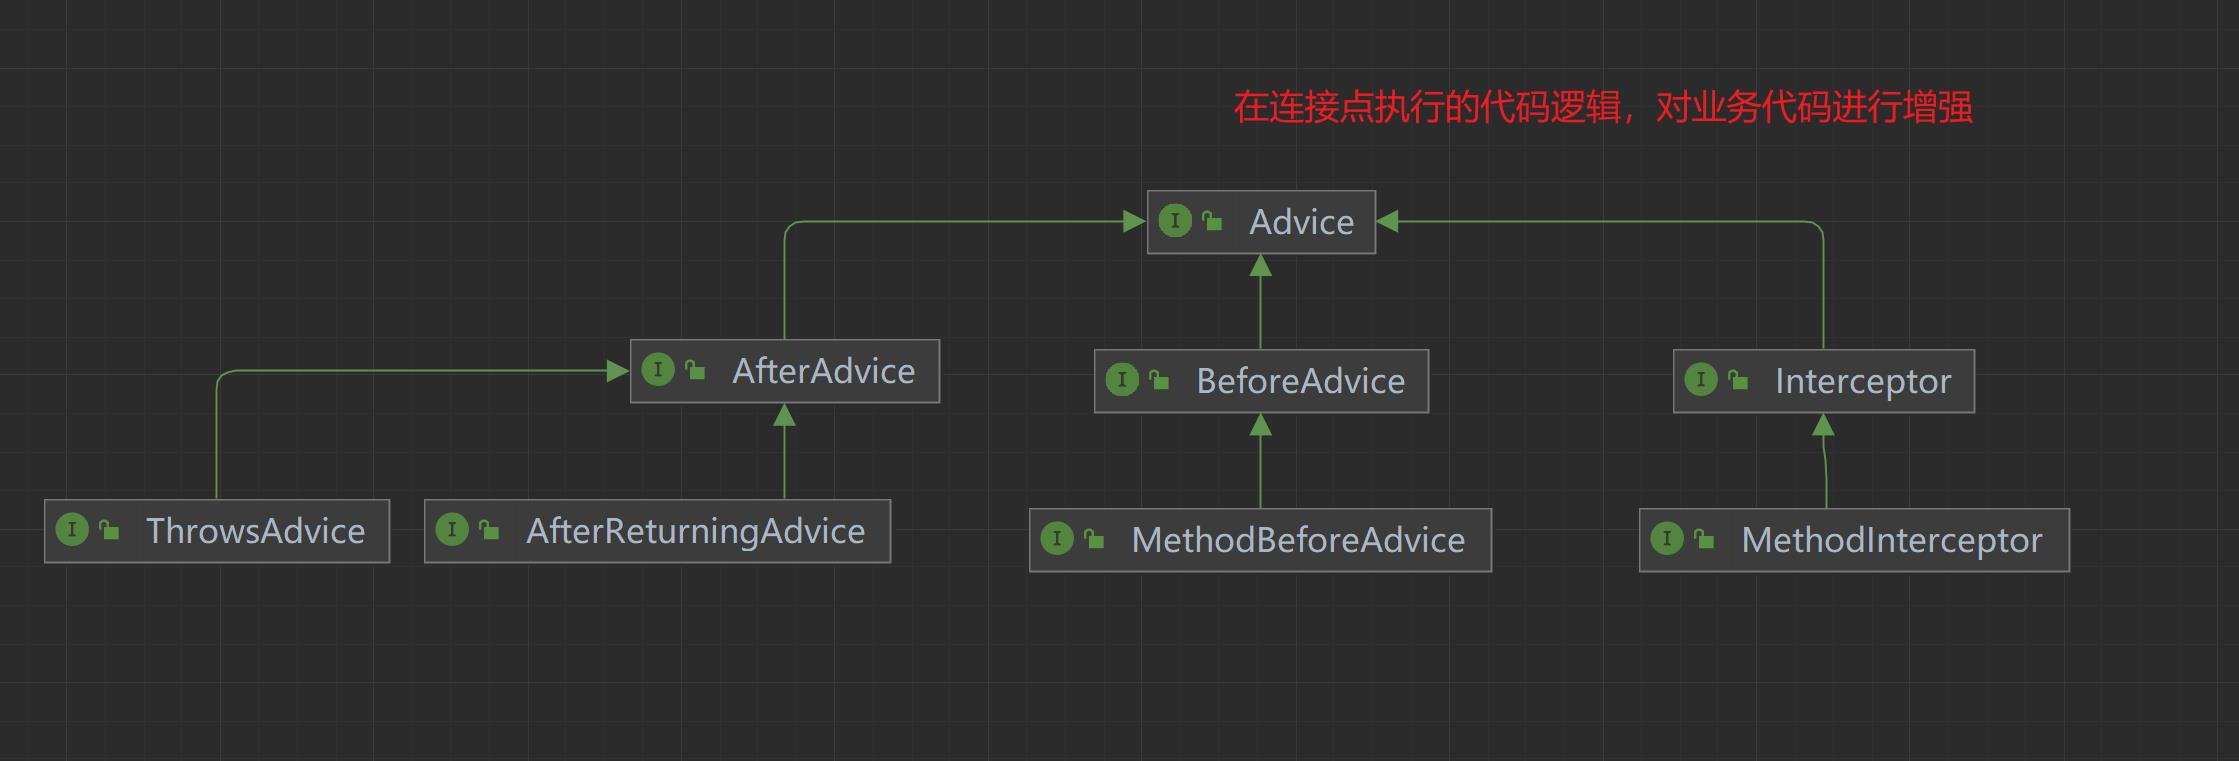 在连接点执行的代码逻辑，对业务代码进行增强
Advice
AfterAdvice
BeforeAdvice
Interceptor
ThrowsAdvice
AfterReturningAdvice
MethodBeforeAdvice
MethodInterceptor